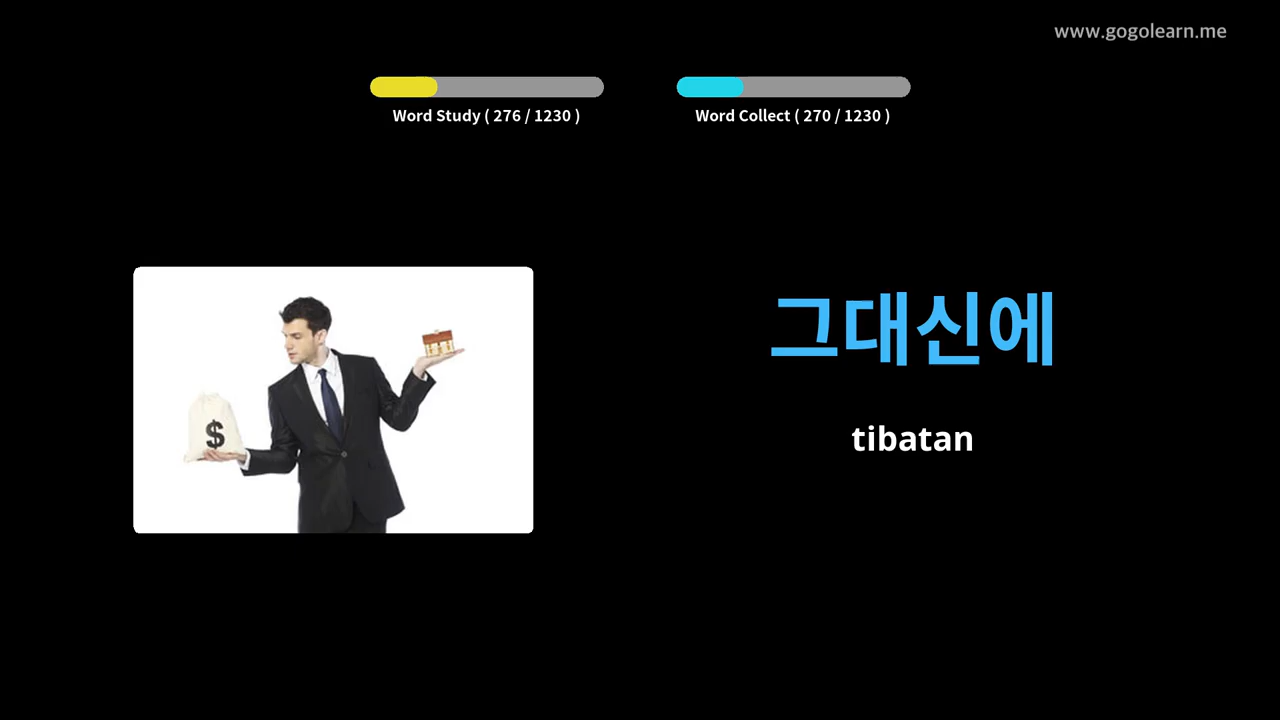 www.gogolearn.me
Word Study ( 276 / 1230 )
Word Collect ( 270 / 1230 )
그대신에
$
tibatan